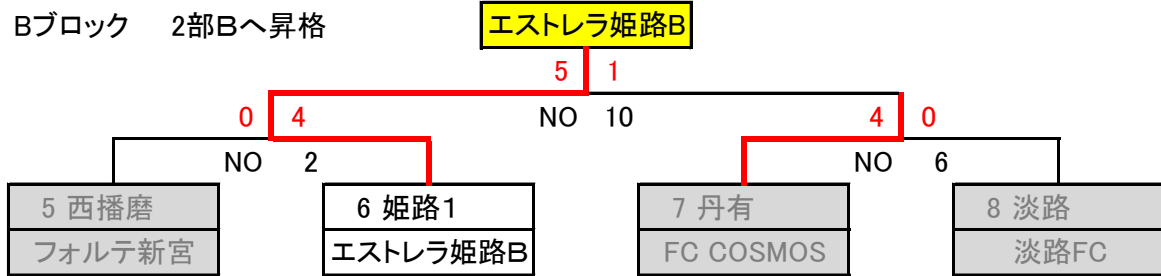 Bブロック 2部Bへ昇格
エストレラ姫路B
5 1
0 4 NO 10 4 0
NO 2 NO 6
5 西播磨 6 姫路1 7 丹有 8 淡路
フォルテ新宮 エストレラ姫路B FC COSMOS 淡路FC